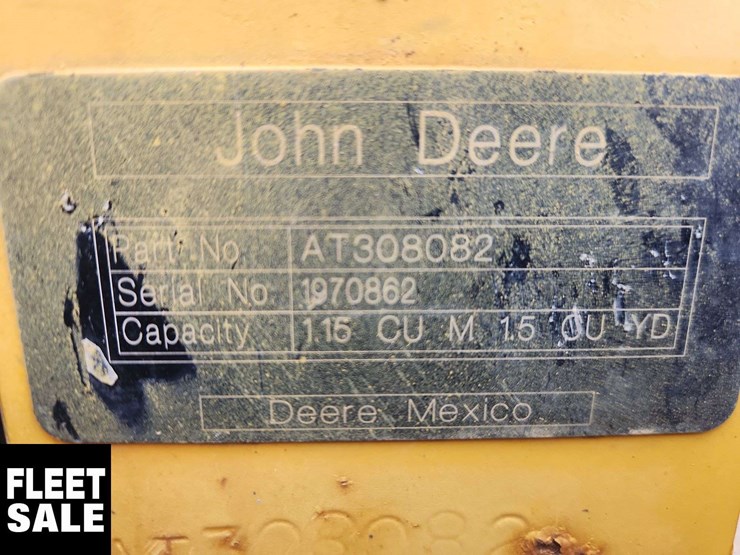 John Deere
Part No. AT308082
Serial No. 1970862
Capacity 1.15 CU M 1.5 CU YD
Deere Mexico
FLEET
SALE